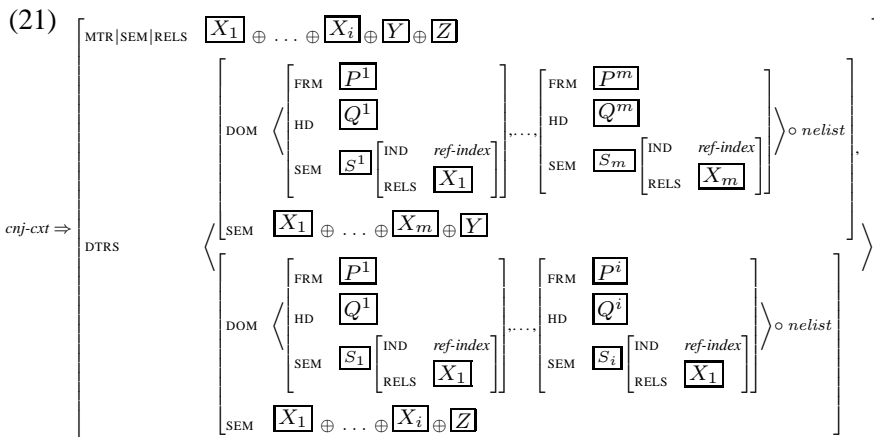 (21)
MTR|SEM|RELS X₁ ⊕ … ⊕ Xᵢ ⊕ Y ⊕ Z
FRM P¹ FRM Pᵐ
DOM ⟨ HD Q¹ ,…, HD Qᵐ ⟩ ○ nelist ,
SEM S¹ IND ref-index SEM Sₘ IND ref-index
RELS X₁ RELS Xₘ
SEM X₁ ⊕ … ⊕ Xₘ ⊕ Y
cnj-cxt ⇒ DTRS ⟨ ⟩
FRM P¹ FRM Pⁱ
DOM ⟨ HD Q¹ ,…, HD Qⁱ ⟩ ○ nelist
SEM S₁ IND ref-index SEM Sᵢ IND ref-index
RELS X₁ RELS X₁
SEM X₁ ⊕ … ⊕ Xᵢ ⊕ Z